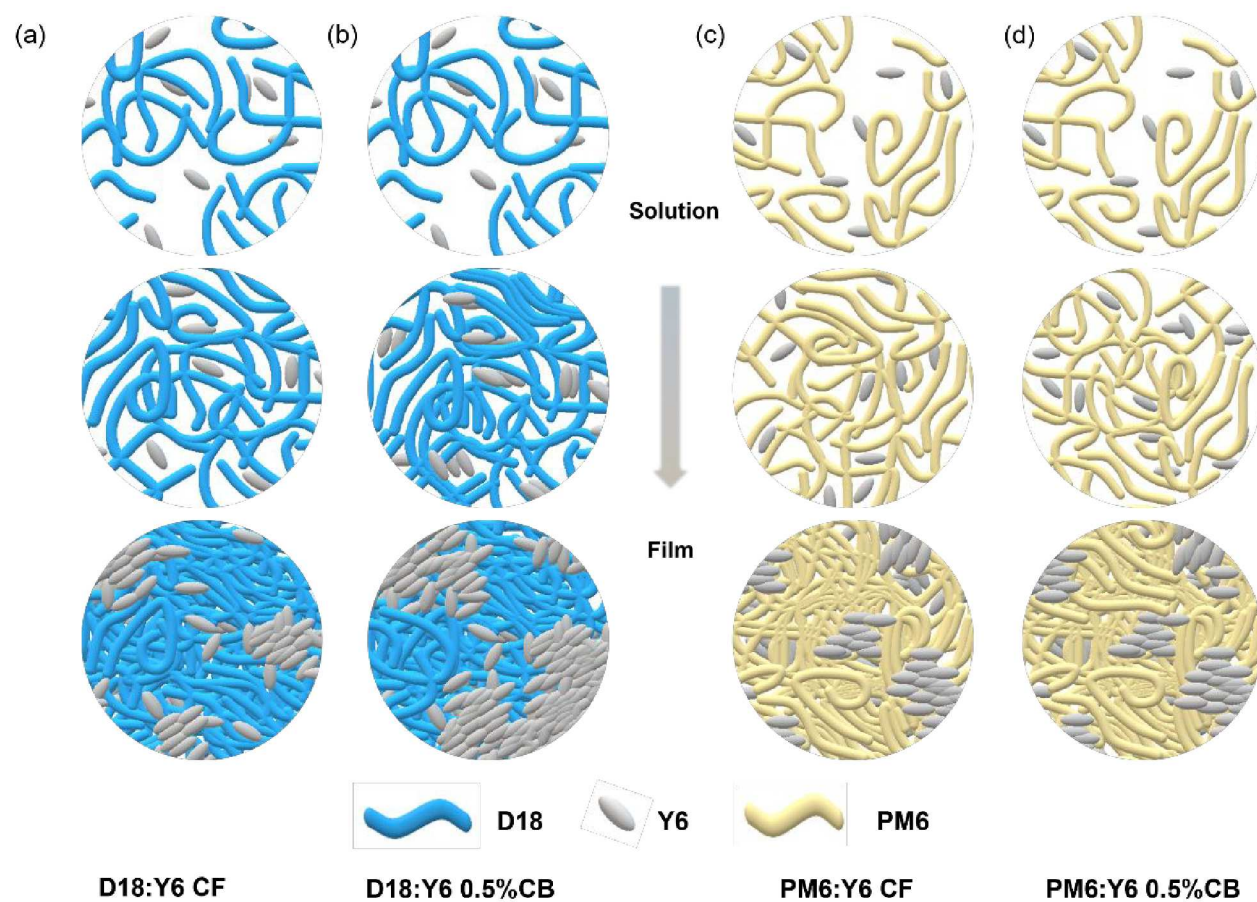 (a)
(b)
(c)
(d)
Solution
Film
D18
Y6
PM6
D18:Y6 CF
D18:Y6 0.5%CB
PM6:Y6 CF
PM6:Y6 0.5%CB